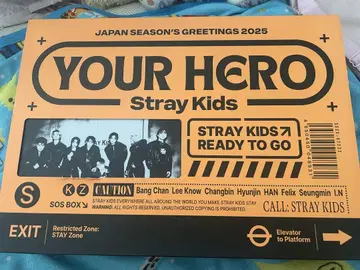 JAPAN SEASON'S GREETINGS 2025
YOUR HERO
Stray Kids
STRAY KIDS
READY TO GO
S
K Z
SOS BOX
CAUTION
Bang Chan Lee Know Changbin Hyunjin HAN Felix Seungmin I.N
STRAY KIDS EVERYWHERE ALL AROUND THE WORLD YOU MAKE STRAY KIDS STAY
WARNING: ALL RIGHTS RESERVED. UNAUTHORIZED COPYING IS PROHIBITED.
CALL: STRAY KIDS
EXIT
Restricted Zone:
STAY Zone
Elevator
to Platform